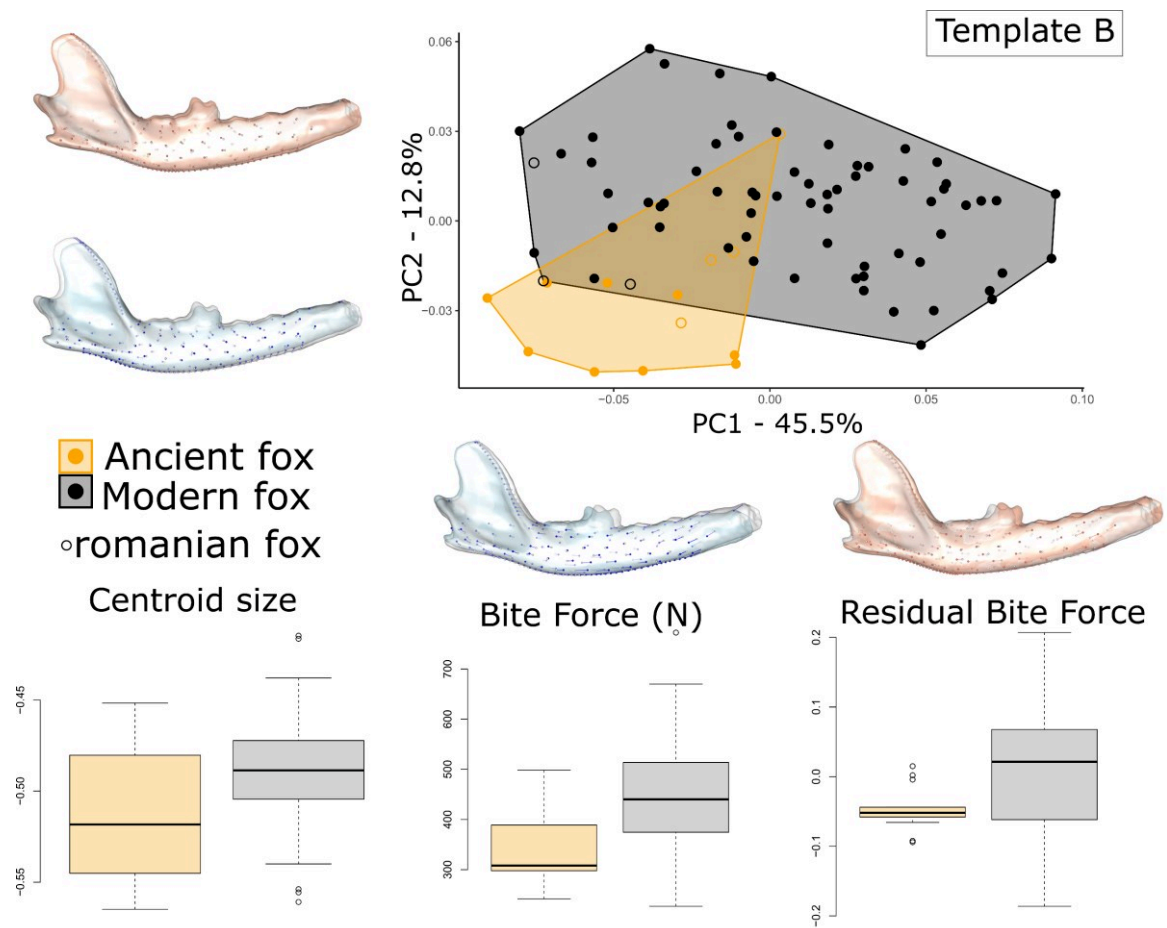 Template B
0.06
0.03
0.00
−0.03
PC2 - 12.8%
−0.05
0.00
0.05
0.10
PC1 - 45.5%
Ancient fox
Modern fox
romanian fox
Centroid size
−0.45
−0.50
−0.55
Bite Force (N)
700
600
500
400
300
Residual Bite Force
0.2
0.1
0.0
−0.1
−0.2